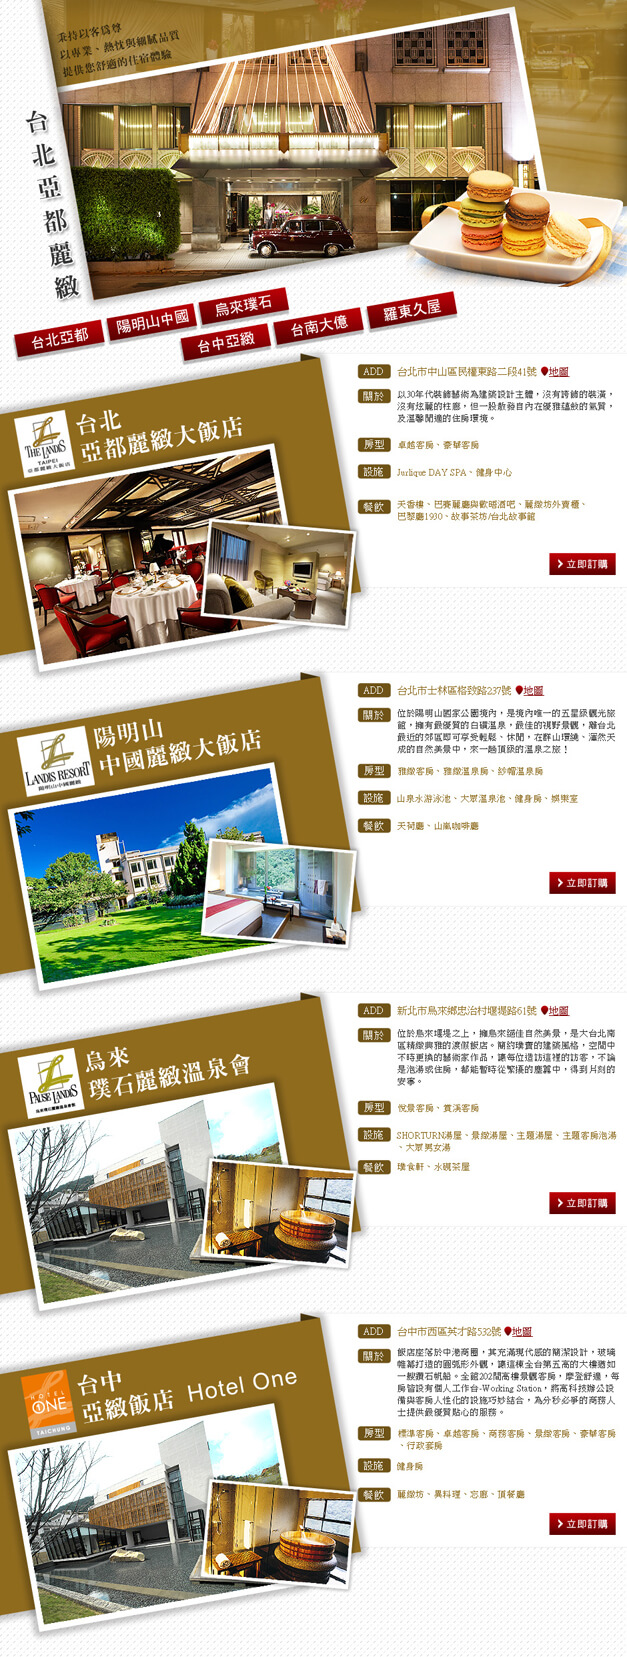 秉持以客為尊
以專業、熱忱與細膩品質
提供您舒適的住宿體驗
台北亞都麗緻
台北亞都
陽明山中國
烏來璞石
台中亞緻
台南大億
羅東久屋
THE LANDIS
TAIPEI
亞都麗緻大飯店
台北
亞都麗緻大飯店
ADD 台北市中山區民權東路二段41號 地圖
關於 以30年代裝飾藝術為建築設計主體，沒有誇飾的裝潢，
沒有炫麗的柱廊，但一股散發自內在優雅蘊飲的氣質，
及溫馨閒適的住房環境。
房型 卓越客房、豪華客房
設施 Jurlique DAY SPA、健身中心
餐飲 天香樓、巴賽麗廳與歡唱酒吧、麗緻坊外賣櫃、
巴黎廳1930、故事茶坊/台北故事館
立即訂購
LANDIS RESORT
陽明山中國麗緻
陽明山
中國麗緻大飯店
ADD 台北市士林區格致路237號 地圖
關於 位於陽明山國家公園境內，是境內唯一的五星級觀光旅
館，擁有最優質的白磺溫泉，最佳的視野景觀，離台北
最近的郊區即可享受輕鬆、休閒，在群山環繞、渾然天
成的自然美景中，來一趟頂級的溫泉之旅！
房型 雅緻客房、雅緻溫泉房、紗帽溫泉房
設施 山泉水游泳池、大眾溫泉池、健身房、娛樂室
餐飲 天荷廳、山嵐咖啡廳
立即訂購
PAUSE LANDIS
烏來
璞石麗緻溫泉會
ADD 新北市烏來鄉忠治村堰堤路61號 地圖
關於 位於烏來堰堤之上，擁烏來絕佳自然美景，是大台北南
區精緻典雅的渡假飯店。簡約樸實的建築風格，空間中
不時更換的藝術家作品，讓每位造訪這裡的訪客，不論
是泡湯或住房，都能暫時從繁擾的塵囂中，得到片刻的
安寧。
房型 悅景客房、賞溪客房
設施 SHORTURN湯屋、景緻湯屋、主題湯屋、主題客房泡湯
、大眾男女湯
餐飲 璞食軒、水硯茶屋
立即訂購
HOTEL
ONE
TAICHUNG
台中
亞緻飯店 Hotel One
ADD 台中市西區英才路532號 地圖
關於 飯店座落於中港商圈，其充滿現代感的簡潔設計，玻璃
帷幕打造的圓弧形外觀，讓這棟全台第五高的大樓猶如
一艘鑽石帆船。全館202間高樓景觀客房，摩登舒適，每
房皆設有個人工作台-Working Station，將高科技辦公設
備與客房人性化的設施巧妙結合，為分秒必爭的商務人
士提供最優質貼心的服務。
房型 標準客房、卓越客房、商務客房、景緻客房、豪華客房
、行政套房
設施 健身房
餐飲 麗緻坊、異料理、忘廊、頂餐廳
立即訂購